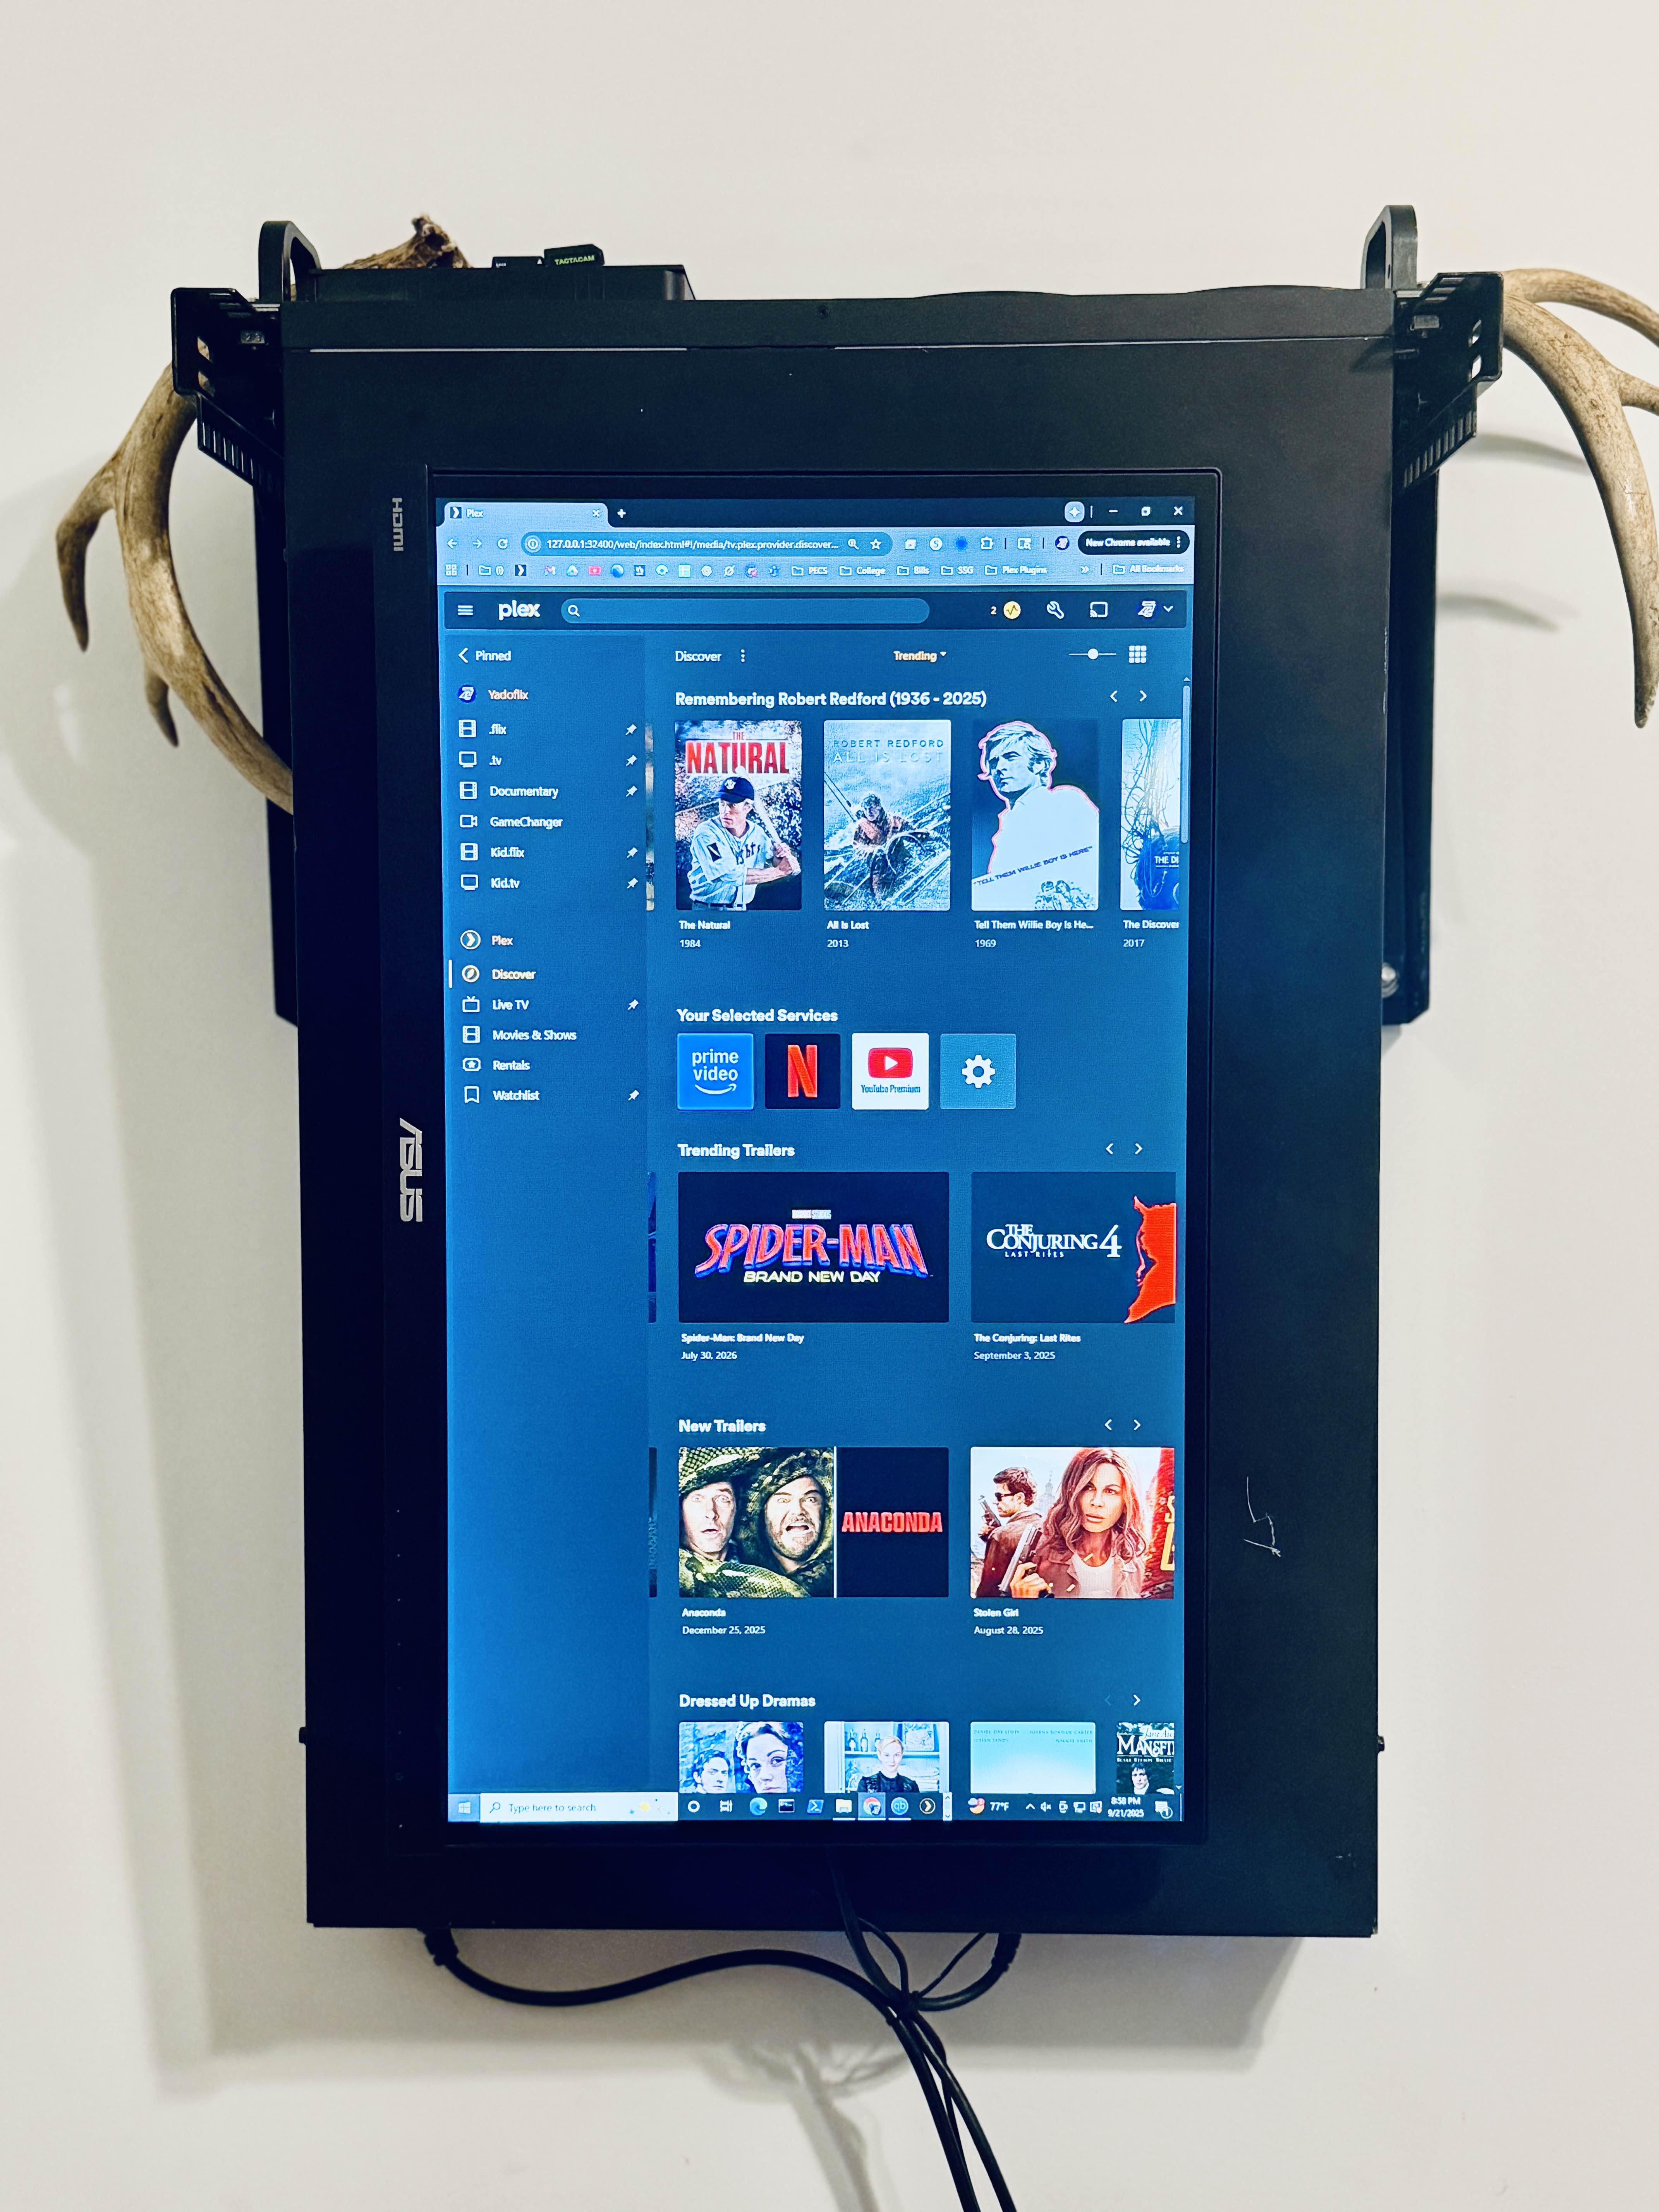 TACTACAM
HDMI
ASUS
Plex
127.0.0.1:32400/web/index.html#!/media/tv.plex.provider.discover...
New Chrome available
PECS
College
Bills
SSG
Plex Plugins
»
All Bookmarks
plex
2
Pinned
Discover
Trending
Yadoflix
.flix
.tv
Documentary
GameChanger
Kid.flix
Kid.tv
Plex
Discover
Live TV
Movies & Shows
Rentals
Watchlist
Remembering Robert Redford (1936 - 2025)
THE
NATURAL
ROBERT REDFORD
ALL IS LOST
"TELL THEM WILLIE BOY IS HERE"
THE DI
The Natural
1984
All Is Lost
2013
Tell Them Willie Boy Is He...
1969
The Discover
2017
Your Selected Services
prime
video
N
YouTube Premium
Trending Trailers
SPIDER-MAN
BRAND NEW DAY
THE
CONJURING 4
LAST RITES
Spider-Man: Brand New Day
July 30, 2026
The Conjuring: Last Rites
September 3, 2025
New Trailers
ANACONDA
Anaconda
December 25, 2025
Stolen Girl
August 28, 2025
Dressed Up Dramas
MANSFI
Type here to search
qb
77°F
8:58 PM
9/21/2025
1